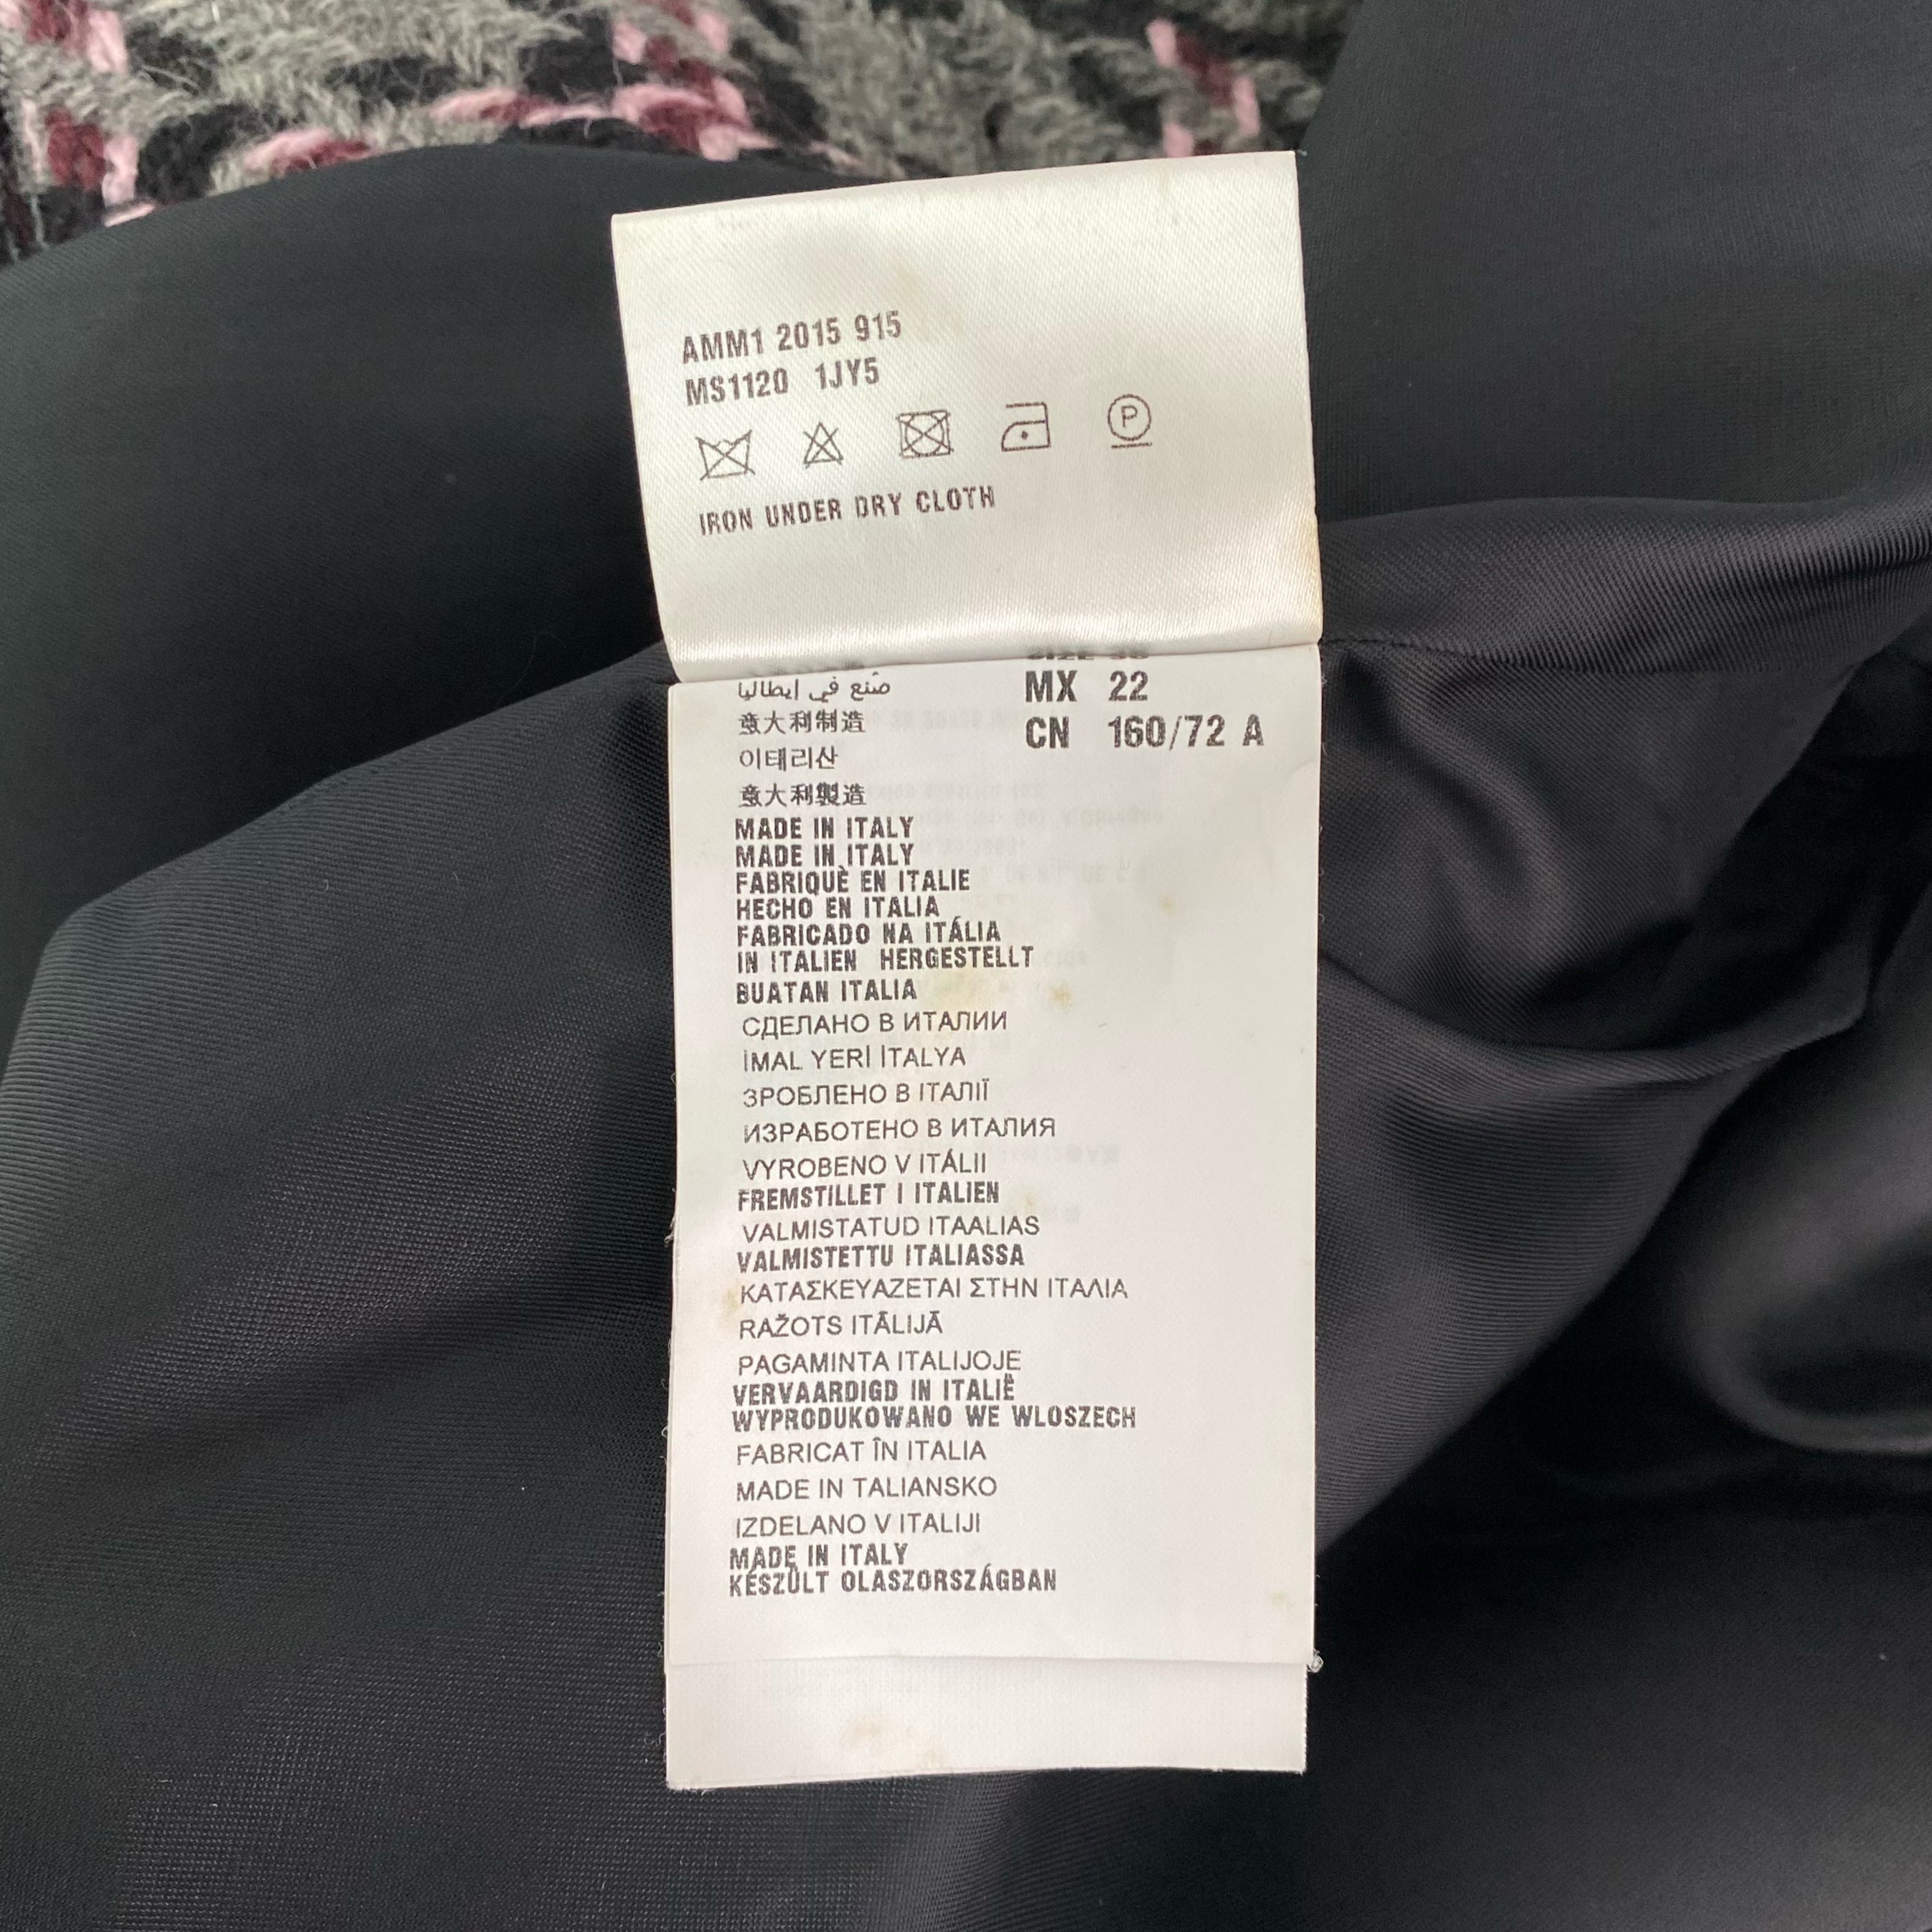 AMM1 2015 915
MS1120 1JY5
P
IRON UNDER DRY CLOTH
MX 22
CN 160/72 A
صنع في إيطاليا
意大利制造
이태리산
意大利製造
MADE IN ITALY
MADE IN ITALY
FABRIQUÈ EN ITALIE
HECHO EN ITALIA
FABRICADO NA ITÁLIA
IN ITALIEN HERGESTELLT
BUATAN ITALIA
СДЕЛАНО В ИТАЛИИ
İMAL YERİ İTALYA
ЗРОБЛЕНО В ІТАЛІЇ
ИЗРАБОТЕНО В ИТАЛИЯ
VYROBENO V ITÁLII
FREMSTILLET I ITALIEN
VALMISTATUD ITAALIAS
VALMISTETTU ITALIASSA
ΚΑΤΑΣΚΕΥΑΖΕΤΑΙ ΣΤΗΝ ΙΤΑΛΙΑ
RAŽOTS ITĀLIJĀ
PAGAMINTA ITALIJOJE
VERVAARDIGD IN ITALIË
WYPRODUKOWANO WE WLOSZECH
FABRICAT ÎN ITALIA
MADE IN TALIANSKO
IZDELANO V ITALIJI
MADE IN ITALY
KÉSZÜLT OLASZORSZÁGBAN